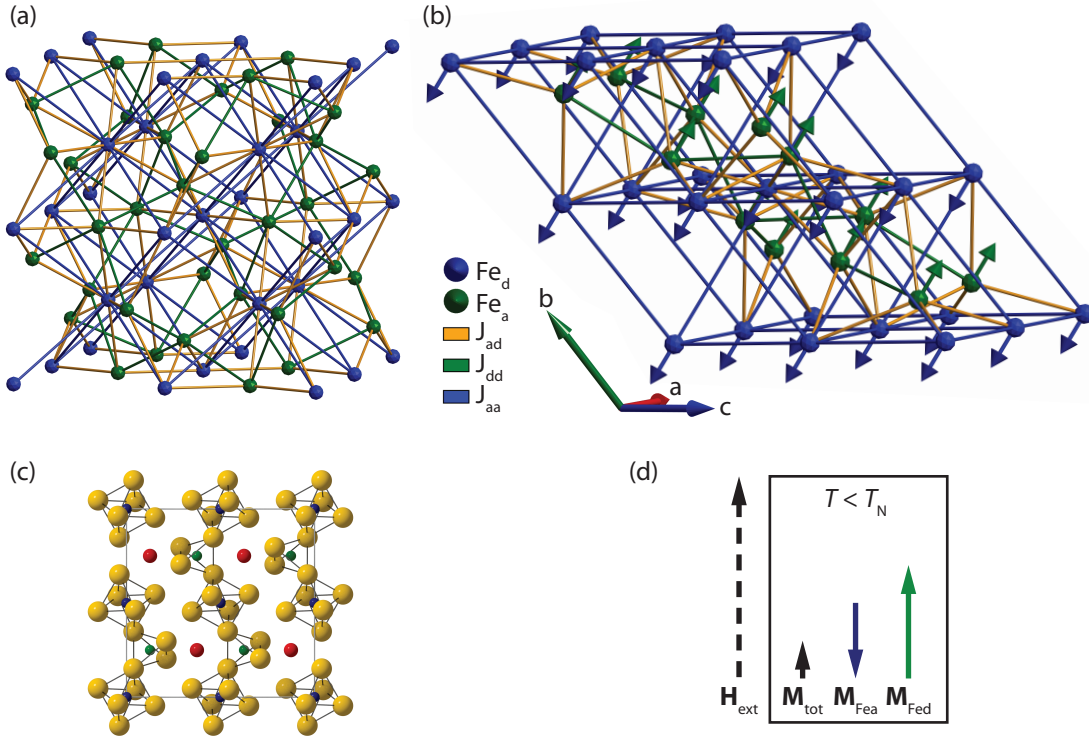 (a)
(b)
Fe_d
Fe_a
J_ad
J_dd
J_aa
b
a
c
(c)
(d)
T < T_N
H_ext
M_tot
M_Fea
M_Fed